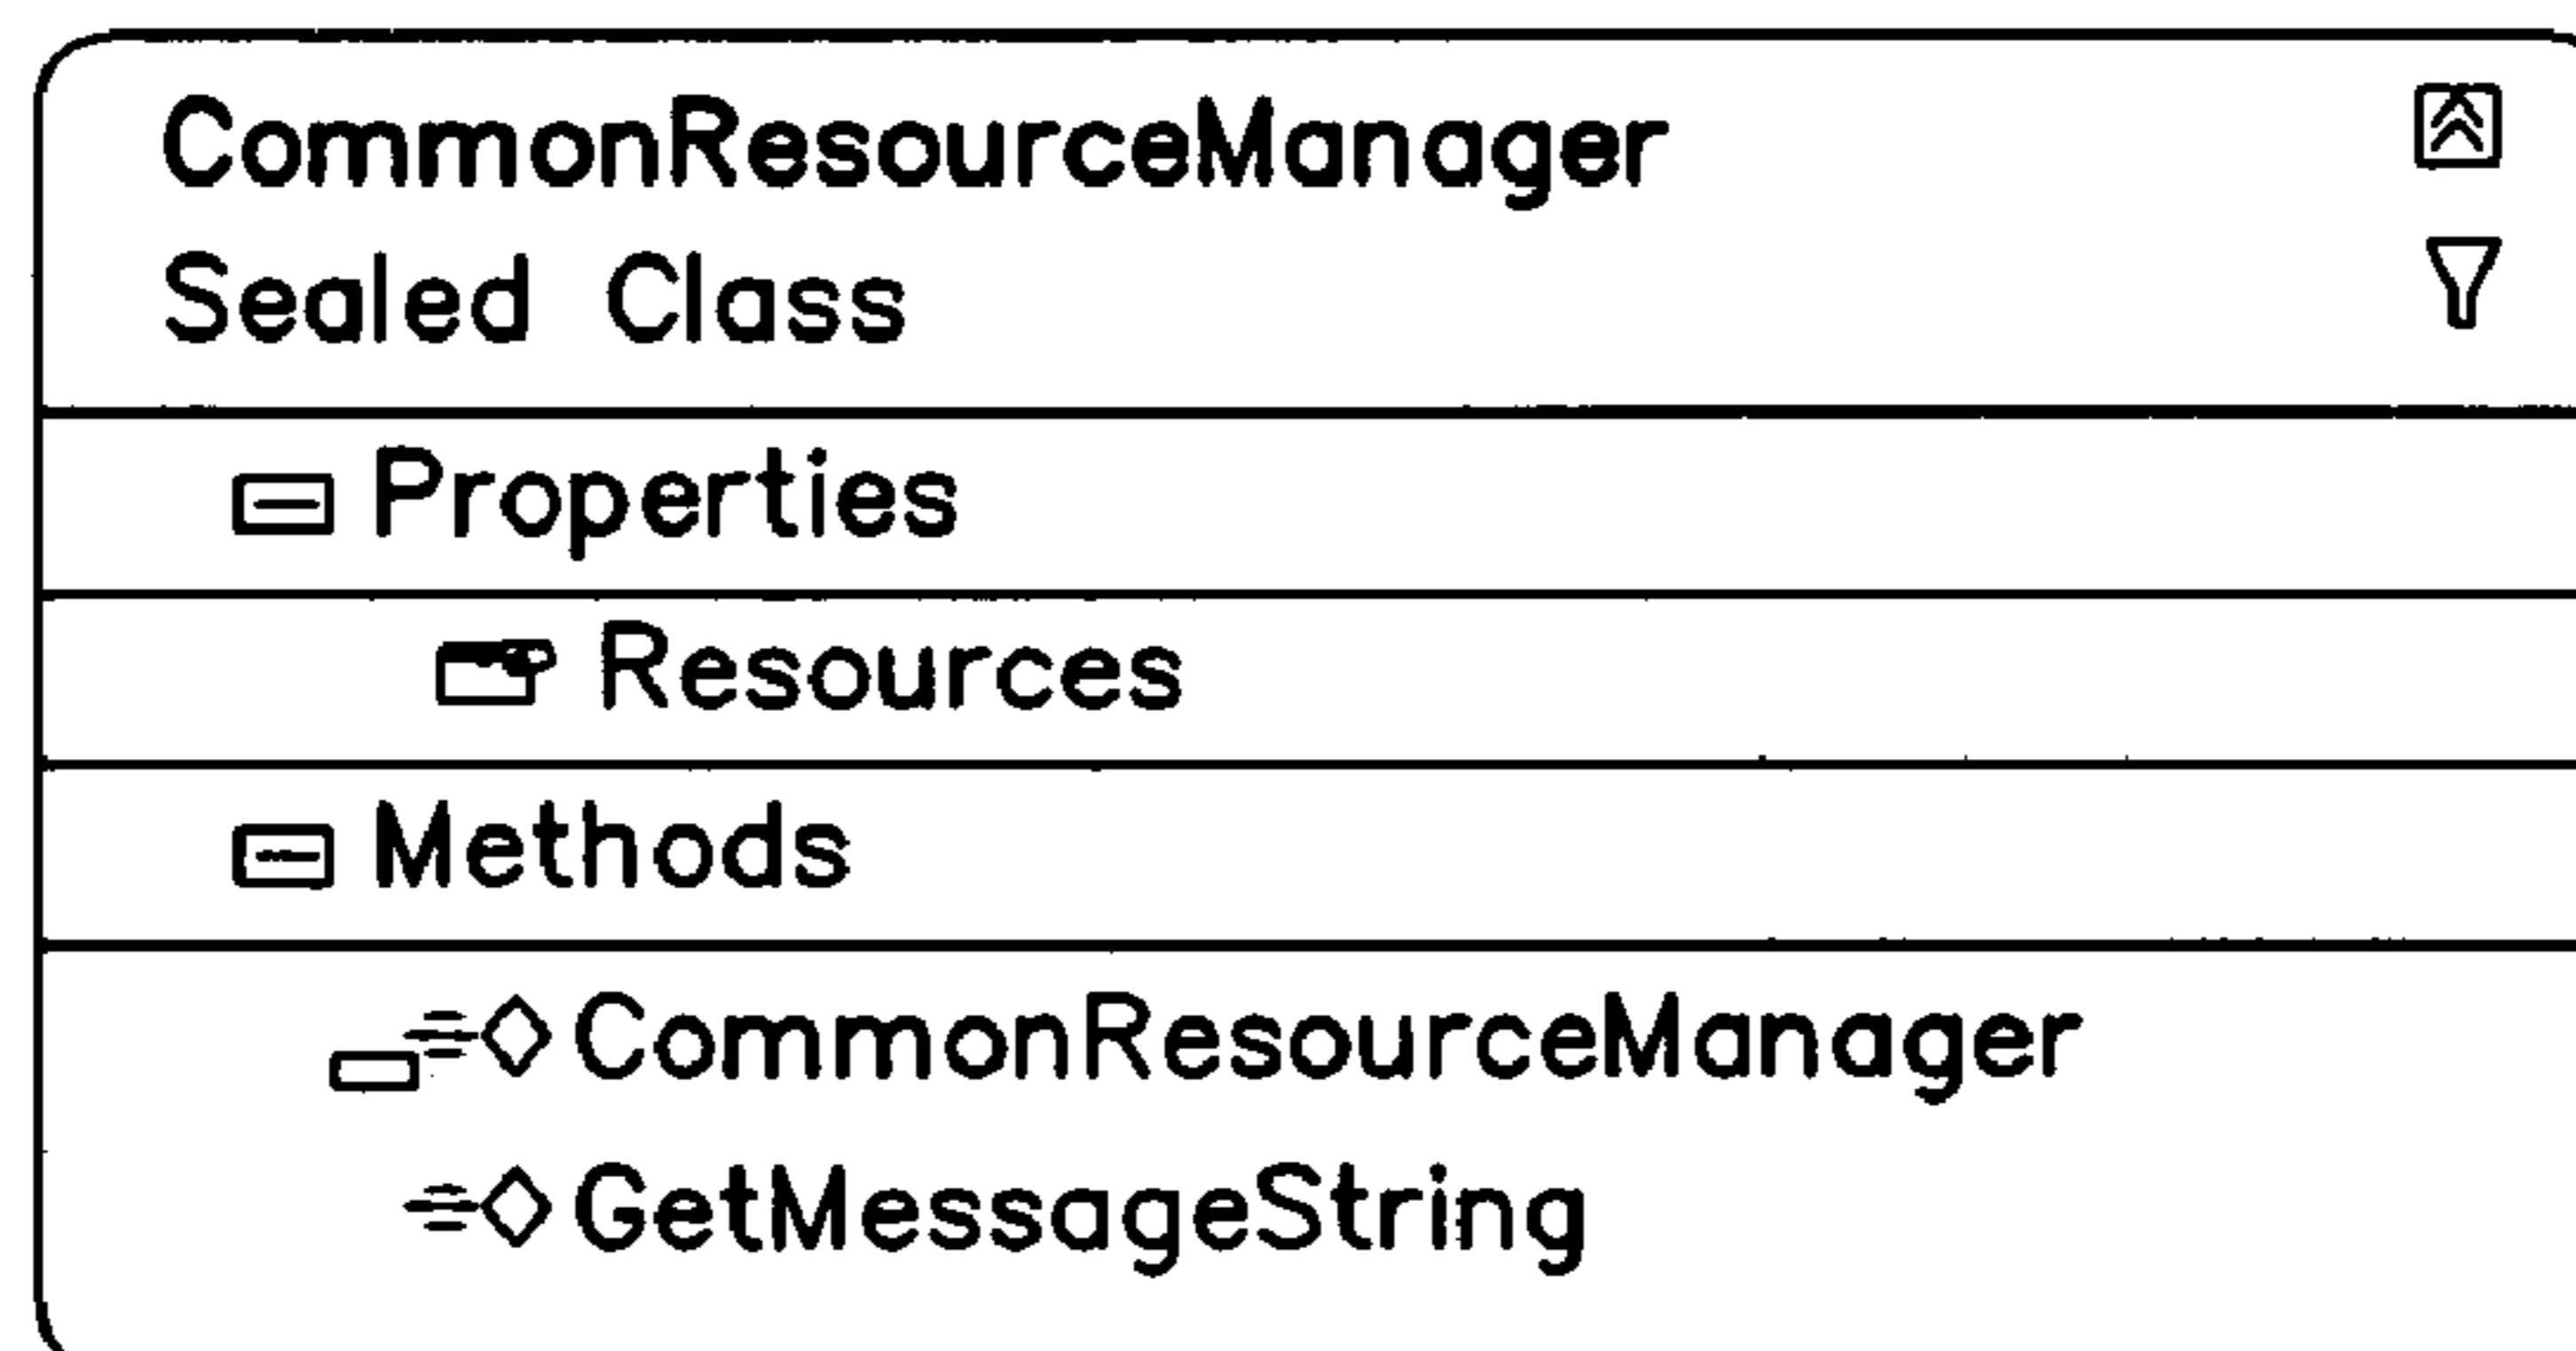 CommonResourceManager
Sealed Class
Properties
Resources
Methods
CommonResourceManager
GetMessageString